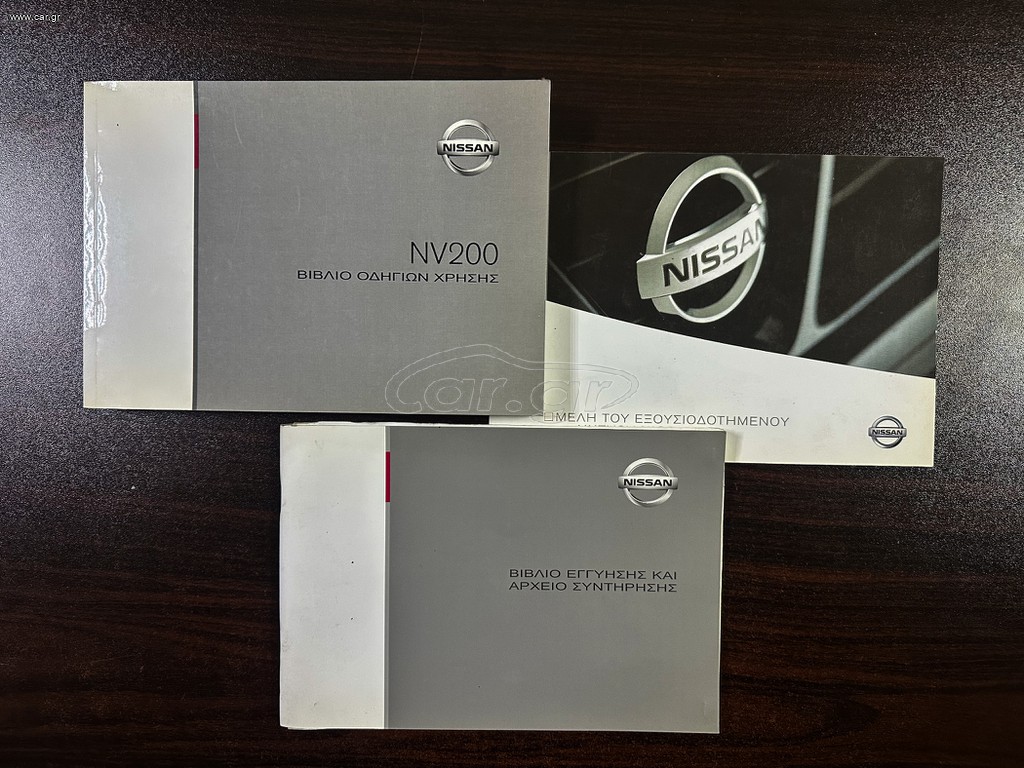 www.car.gr
NISSAN
NV200
ΒΙΒΛΙΟ ΟΔΗΓΙΩΝ ΧΡΗΣΗΣ
NISSAN
ΜΕΛΗ ΤΟΥ ΕΞΟΥΣΙΟΔΟΤΗΜΕΝΟΥ
NISSAN
car.gr
NISSAN
ΒΙΒΛΙΟ ΕΓΓΥΗΣΗΣ ΚΑΙ
ΑΡΧΕΙΟ ΣΥΝΤΗΡΗΣΗΣ